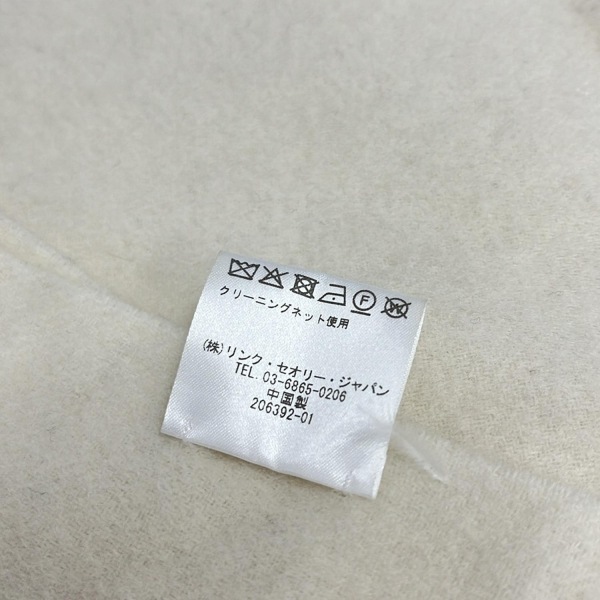 クリーニングネット使用
(株)リンク・セオリー・ジャパン
TEL. 03-6865-0206
中国製
206392-01